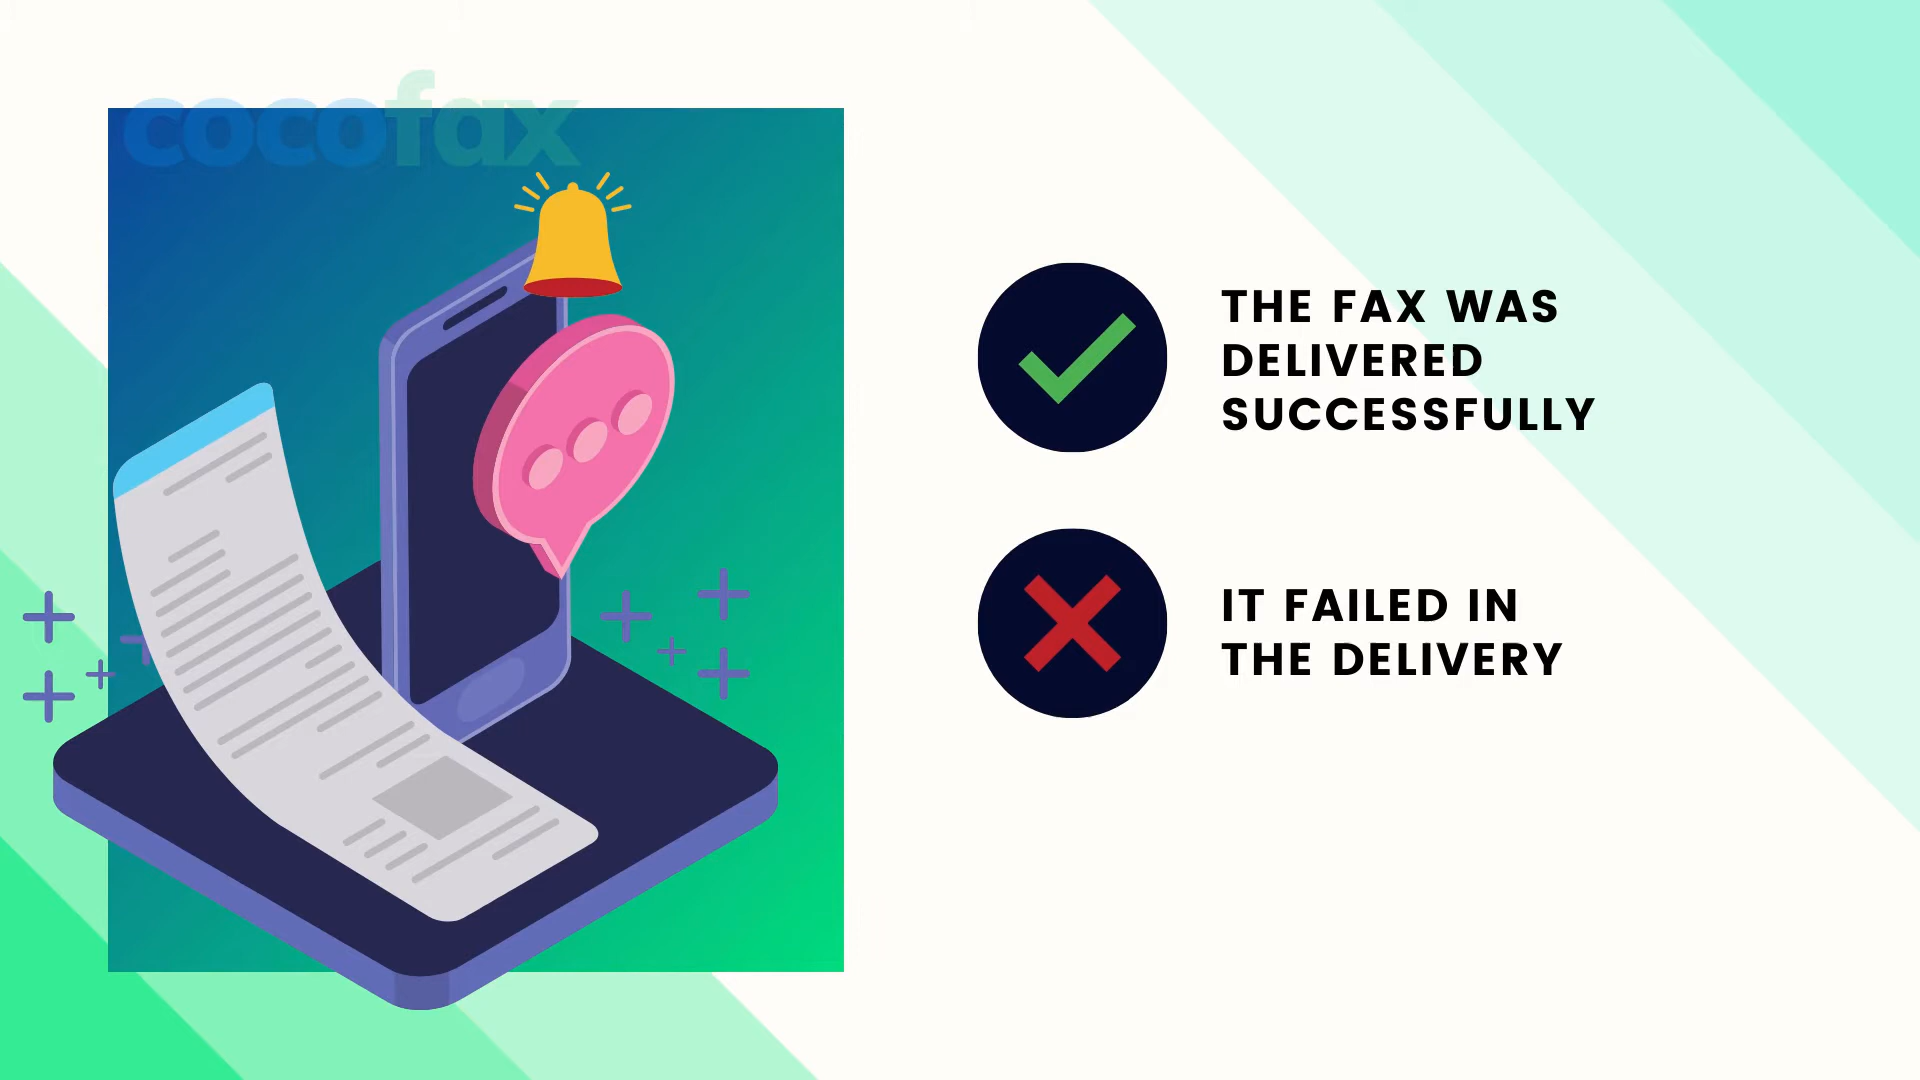 cocofax
THE FAX WAS
DELIVERED
SUCCESSFULLY
IT FAILED IN
THE DELIVERY